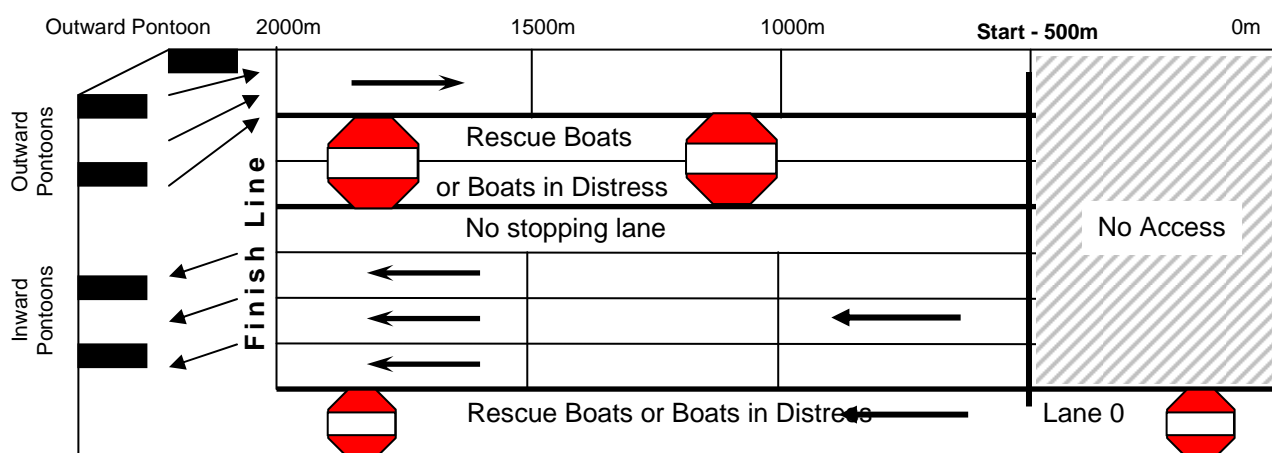 Outward Pontoon 2000m 1500m 1000m Start - 500m 0m
Outward
Pontoons
Rescue Boats
or Boats in Distress
No stopping lane
No Access
Finish Line
Inward
Pontoons
Rescue Boats or Boats in Distress
Lane 0